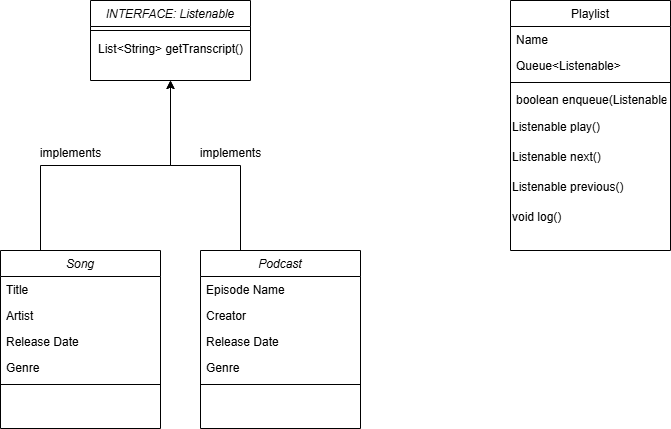 INTERFACE: Listenable
List<String> getTranscript()
implements
implements
Song
Title
Artist
Release Date
Genre
Podcast
Episode Name
Creator
Release Date
Genre
Playlist
Name
Queue<Listenable>
boolean enqueue(Listenable
Listenable play()
Listenable next()
Listenable previous()
void log()